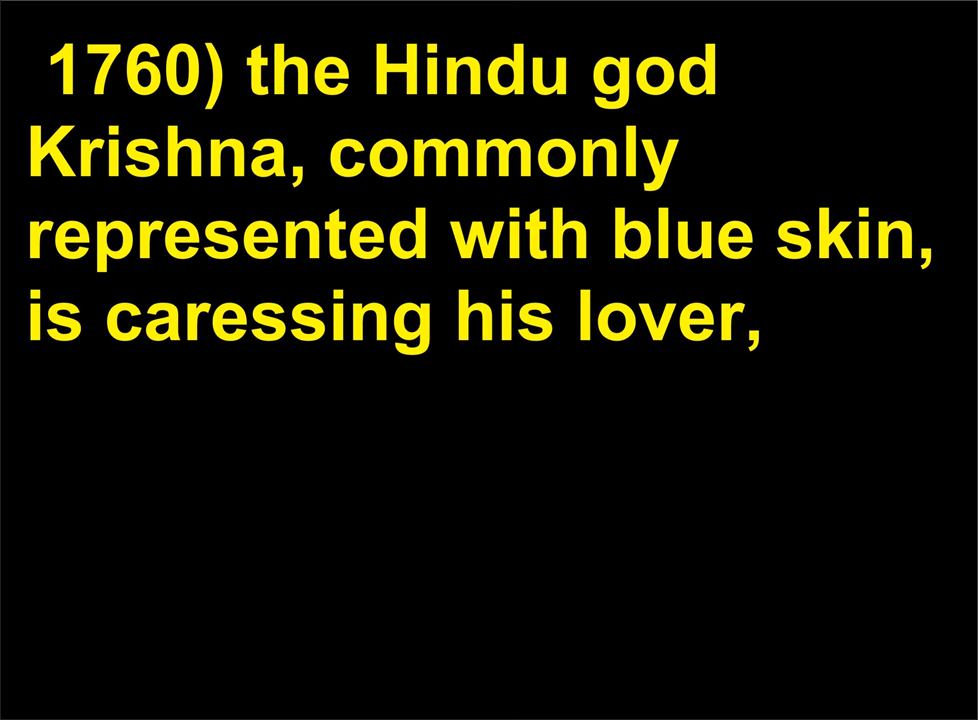 1760) the Hindu god
Krishna, commonly
represented with blue skin,
is caressing his lover,